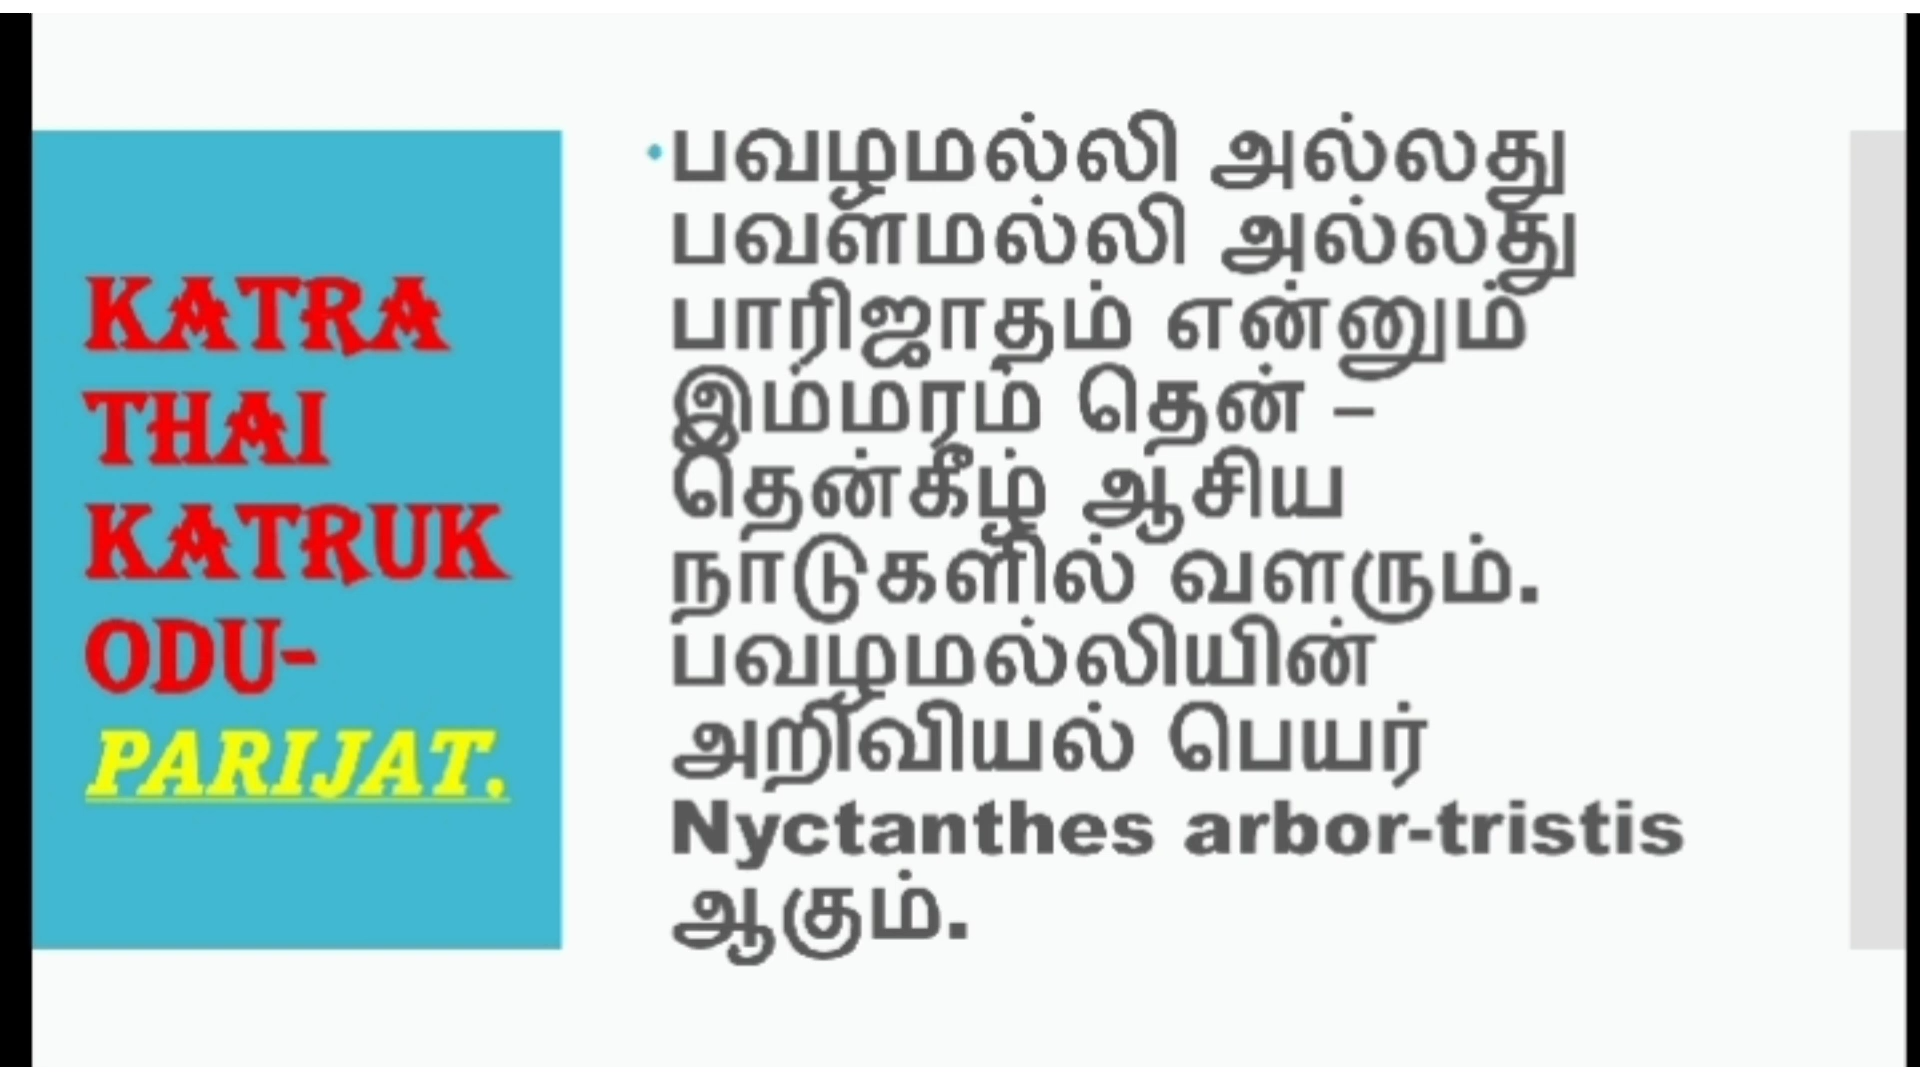 KATRA
THAI
KATRUK
ODU-
PARIJAT.
பவழமல்லி அல்லது
பவளமல்லி அல்லது
பாரிஜாதம் என்னும்
இம்மரம் தென் –
தென்கீழ் ஆசிய
நாடுகளில் வளரும்.
பவழமல்லியின்
அறிவியல் பெயர்
Nyctanthes arbor-tristis
ஆகும்.